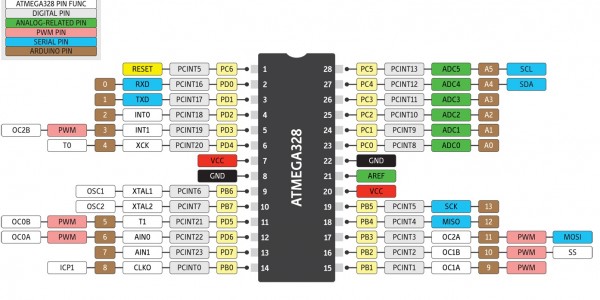 ATMEGA328 PIN FUNC
DIGITAL PIN
ANALOG-RELATED PIN
PWM PIN
SERIAL PIN
ARDUINO PIN
ATMEGA328
RESET PCINT5 PC6 1
0 RXD PCINT16 PD0 2
1 TXD PCINT17 PD1 3
2 INT0 PCINT18 PD2 4
OC2B PWM 3 INT1 PCINT19 PD3 5
T0 4 XCK PCINT20 PD4 6
VCC 7
GND 8
OSC1 XTAL1 PCINT6 PB6 9
OSC2 XTAL2 PCINT7 PB7 10
OC0B PWM 5 T1 PCINT21 PD5 11
OC0A PWM 6 AIN0 PCINT22 PD6 12
7 AIN1 PCINT23 PD7 13
ICP1 8 CLKO PCINT0 PB0 14
28 PC5 PCINT13 ADC5 A5 SCL
27 PC4 PCINT12 ADC4 A4 SDA
26 PC3 PCINT11 ADC3 A3
25 PC2 PCINT10 ADC2 A2
24 PC1 PCINT9 ADC1 A1
23 PC0 PCINT8 ADC0 A0
22 GND
21 AREF
20 VCC
19 PB5 PCINT5 SCK 13
18 PB4 PCINT4 MISO 12
17 PB3 PCINT3 OC2A 11 PWM MOSI
16 PB2 PCINT2 OC1B 10 PWM SS
15 PB1 PCINT1 OC1A 9 PWM